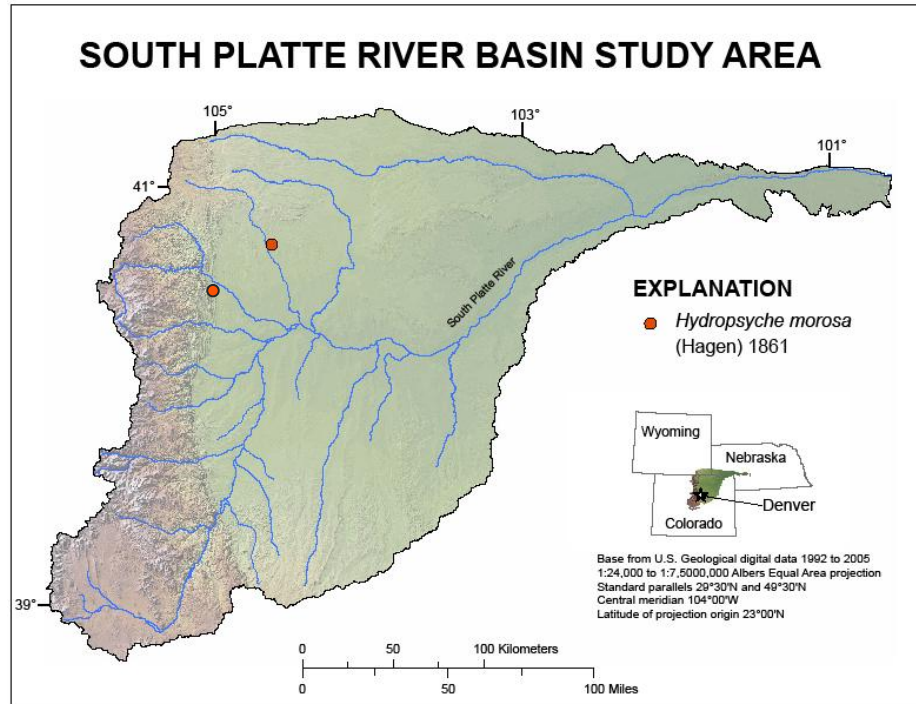 SOUTH PLATTE RIVER BASIN STUDY AREA
105°
103°
101°
41°
South Platte River
EXPLANATION
Hydropsyche morosa
(Hagen) 1861
Wyoming
Nebraska
Denver
Colorado
Base from U.S. Geological digital data 1992 to 2005
1:24,000 to 1:7,5000,000 Albers Equal Area projection
Standard parallels 29°30'N and 49°30'N
Central meridian 104°00'W
Latitude of projection origin 23°00'N
39°
0 50 100 Kilometers
0 50 100 Miles